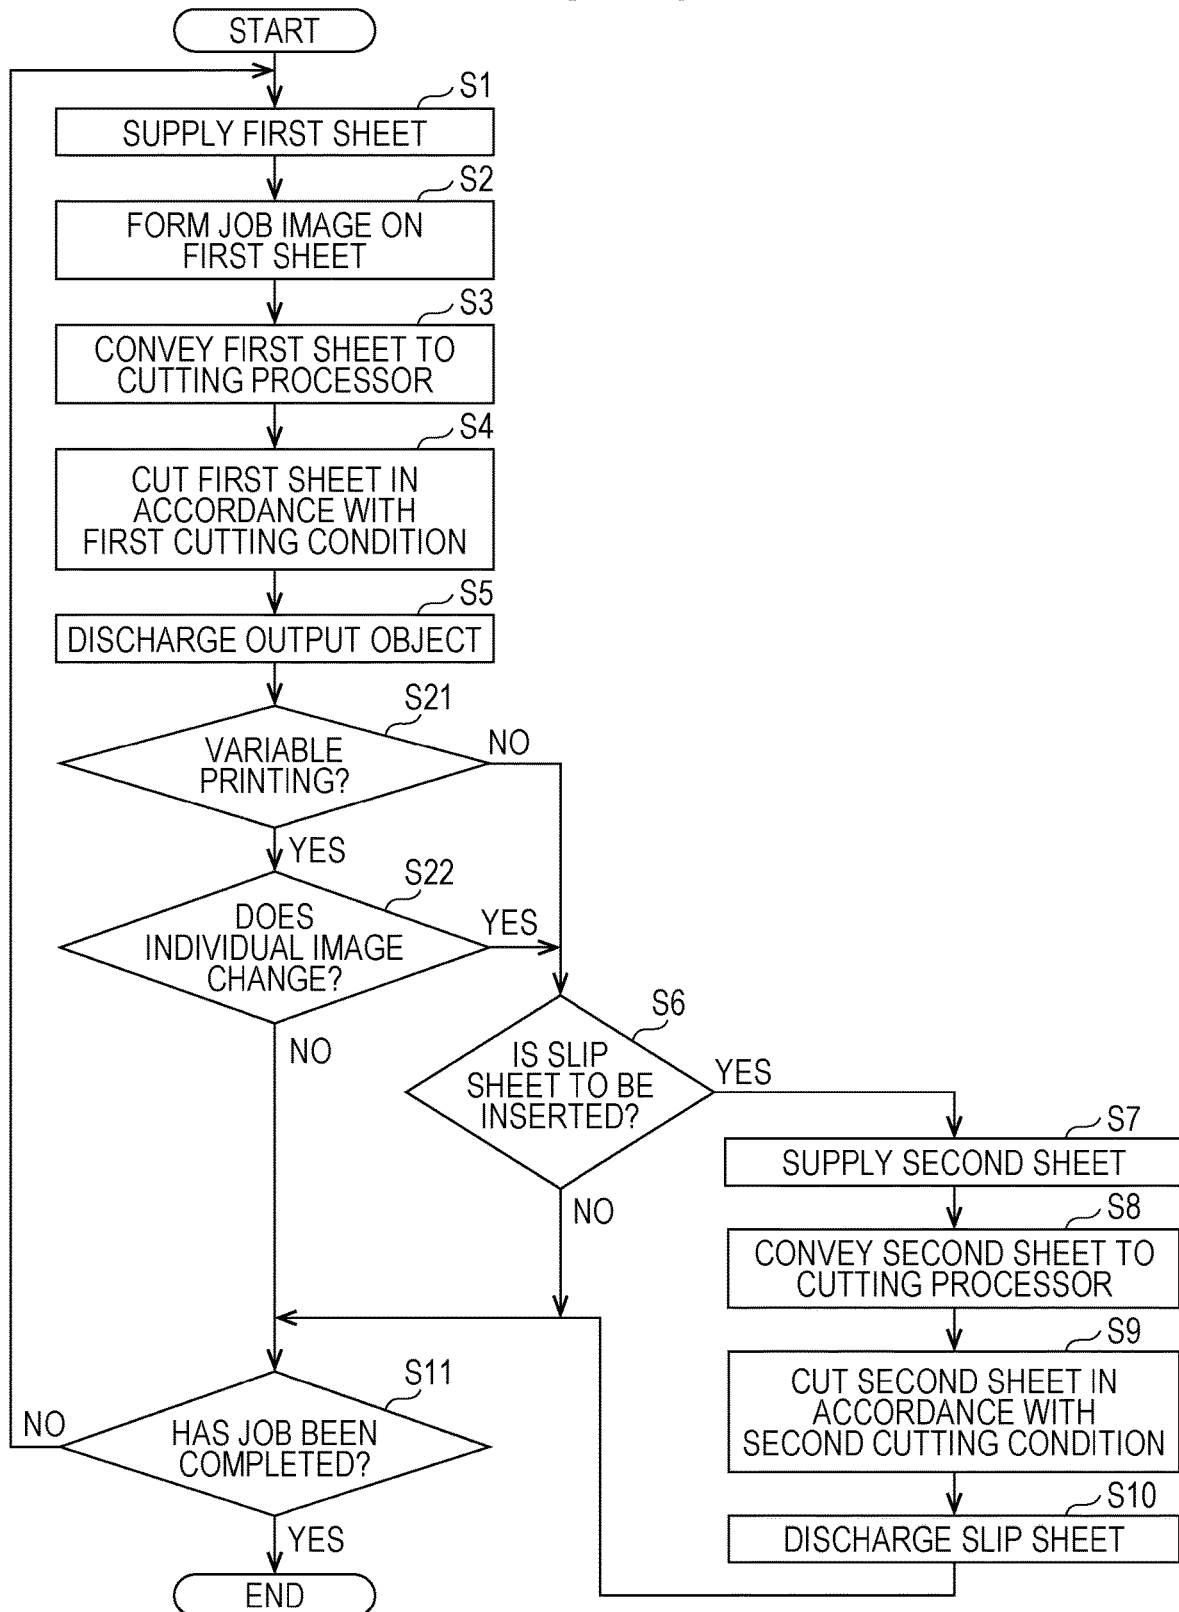 START
S1
SUPPLY FIRST SHEET
S2
FORM JOB IMAGE ON
FIRST SHEET
S3
CONVEY FIRST SHEET TO
CUTTING PROCESSOR
S4
CUT FIRST SHEET IN
ACCORDANCE WITH
FIRST CUTTING CONDITION
S5
DISCHARGE OUTPUT OBJECT
S21
VARIABLE
PRINTING?
NO
YES
S22
DOES
INDIVIDUAL IMAGE
CHANGE?
YES
NO
S6
IS SLIP
SHEET TO BE
INSERTED?
YES
NO
S7
SUPPLY SECOND SHEET
S8
CONVEY SECOND SHEET TO
CUTTING PROCESSOR
S9
CUT SECOND SHEET IN
ACCORDANCE WITH
SECOND CUTTING CONDITION
S10
DISCHARGE SLIP SHEET
S11
HAS JOB BEEN
COMPLETED?
NO
YES
END